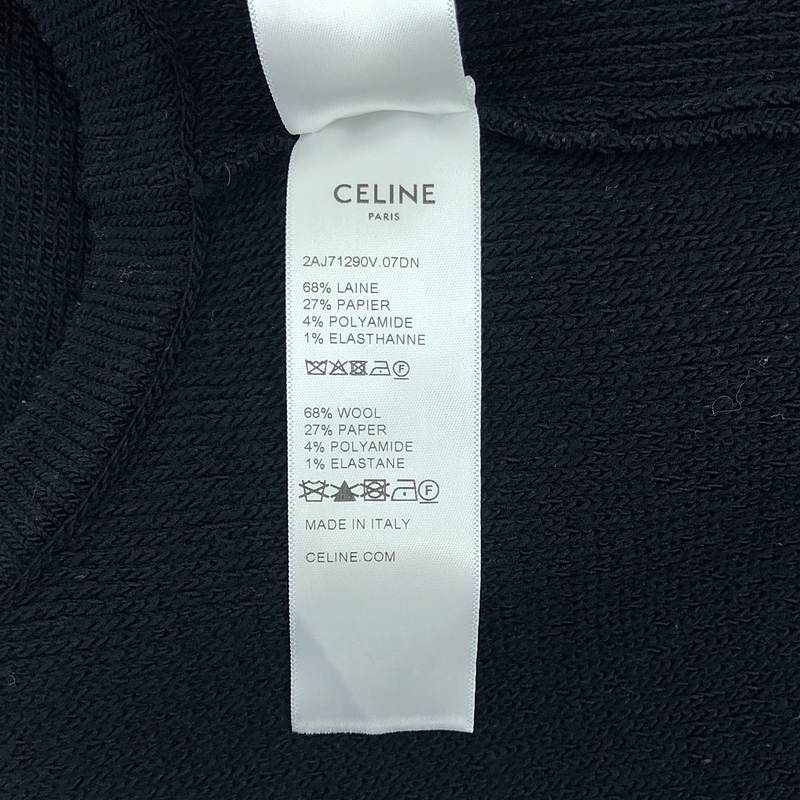 CELINE
PARIS
2AJ71290V.07DN
68% LAINE
27% PAPIER
4% POLYAMIDE
1% ELASTHANNE
F
68% WOOL
27% PAPER
4% POLYAMIDE
1% ELASTANE
F
MADE IN ITALY
CELINE.COM